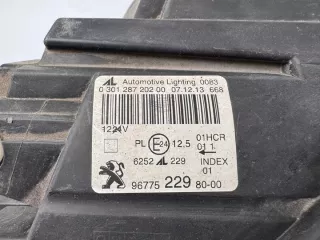 AL Automotive Lighting 0083
0 301 287 202 00 07.12.13 668
PL E24 12,5
01HCR
01 1.
6252 AL 229
INDEX
01
96775 229 80-00